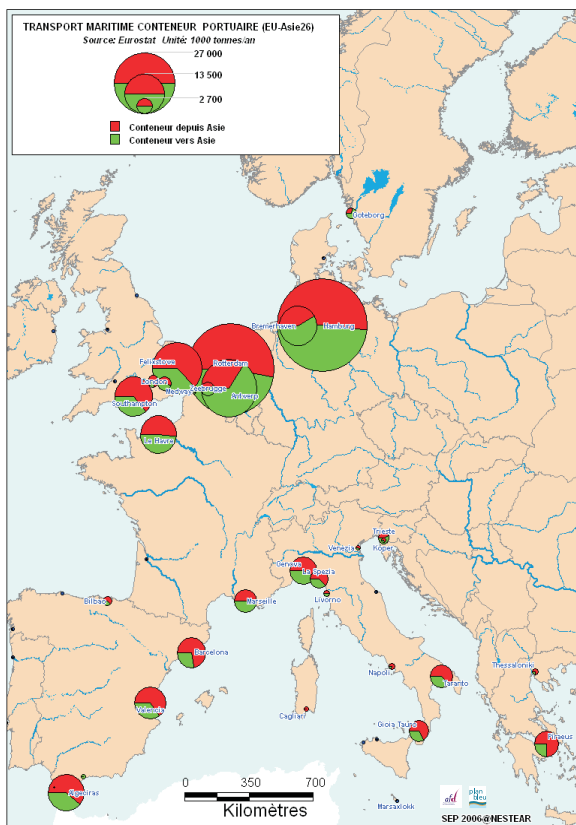 TRANSPORT MARITIME CONTENEUR PORTUAIRE (EU-Asie26)
Source: Eurostat Unité: 1000 tonnes/an
27 000
13 500
2 700
Conteneur depuis Asie
Conteneur vers Asie
Goteborg
Bremerhaven
Hamburg
Felixstowe
Rotterdam
London
Medway
Zeebrugge
Antwerp
Southampton
Le Havre
Trieste
Venezia
Koper
Genova
La Spezia
Livorno
Bilbao
Marseille
Barcelona
Napoli
Thessaloniki
Taranto
Valencia
Cagliari
Gioia Tauro
Piraeus
Algeciras
0 350 700
Kilomètres
Marsaxlokk
afd
plan bleu
SEP 2006@NESTEAR